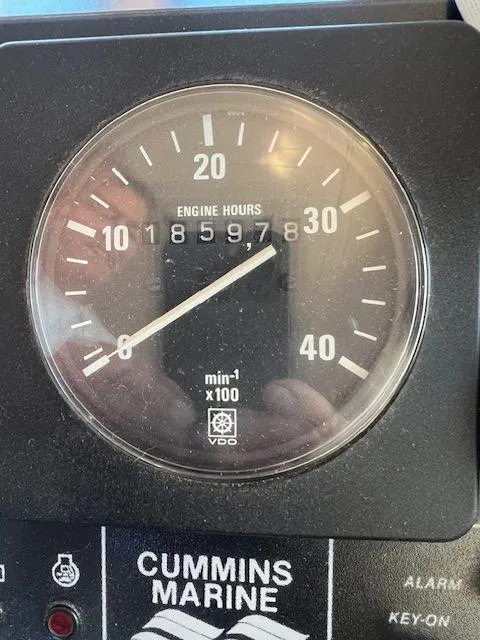 20
ENGINE HOURS
10 1859,78 30
0 40
min-1
x100
VDO
CUMMINS
MARINE
ALARM
KEY-ON